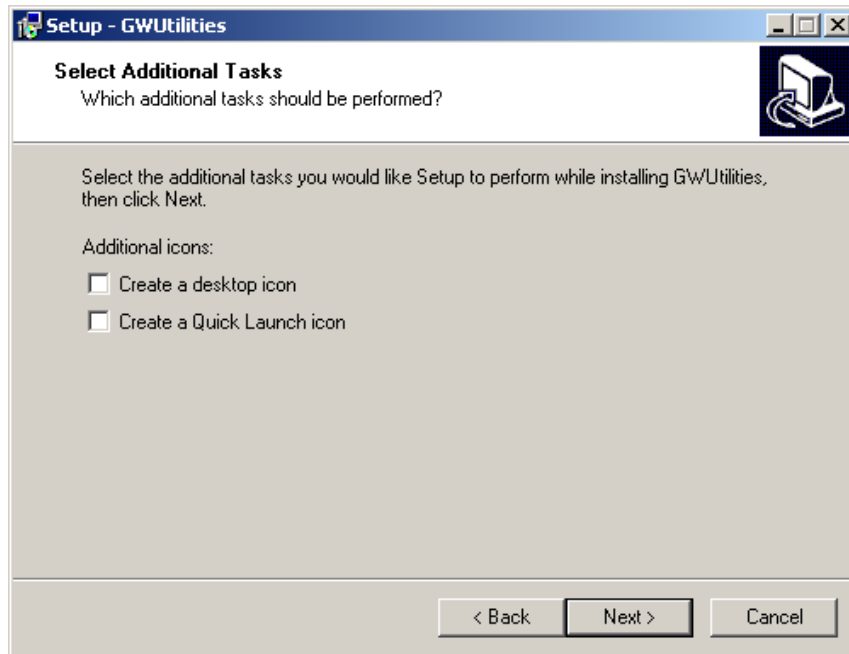 Setup - GWUtilities
Select Additional Tasks
Which additional tasks should be performed?
Select the additional tasks you would like Setup to perform while installing GWUtilities,
then click Next.
Additional icons:
Create a desktop icon
Create a Quick Launch icon
< Back Next > Cancel